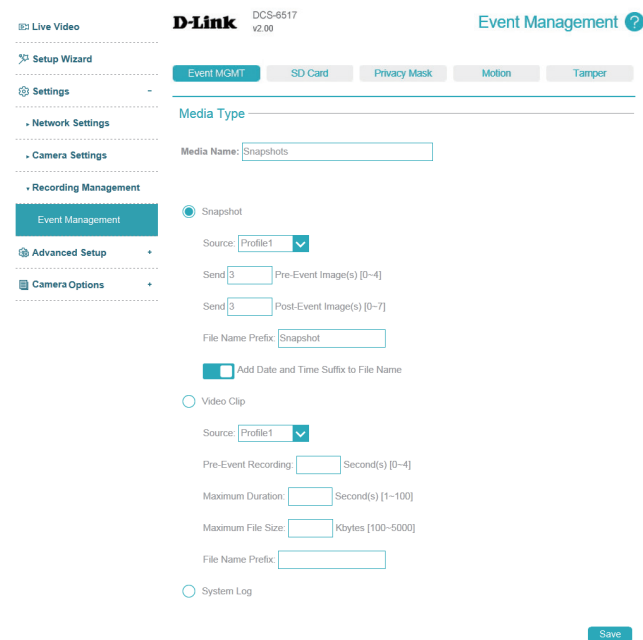 D-Link
DCS-6517
v2.00
Event Management ?
Live Video
Setup Wizard
Settings -
Network Settings
Camera Settings
Recording Management
Event Management
Advanced Setup +
Camera Options +
Event MGMT SD Card Privacy Mask Motion Tamper
Media Type
Media Name: Snapshots
Snapshot
Source: Profile1
Send 3 Pre-Event Image(s) [0~4]
Send 3 Post-Event Image(s) [0~7]
File Name Prefix: Snapshot
Add Date and Time Suffix to File Name
Video Clip
Source: Profile1
Pre-Event Recording: Second(s) [0~4]
Maximum Duration: Second(s) [1~100]
Maximum File Size: Kbytes [100~5000]
File Name Prefix:
System Log
Save